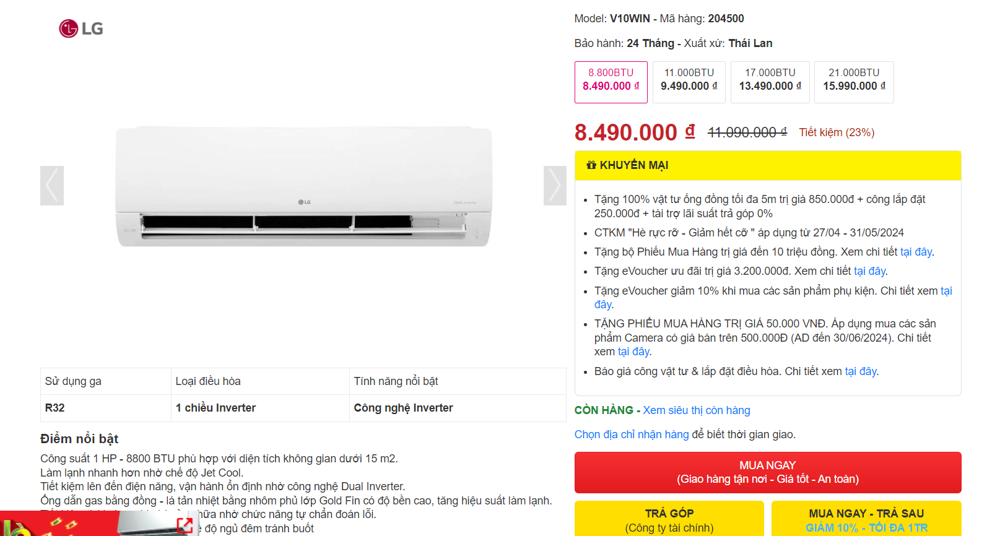 LG
Model: V10WIN - Mã hàng: 204500
Bảo hành: 24 Tháng - Xuất xứ: Thái Lan
8.800BTU
8.490.000 ₫
11.000BTU
9.490.000 ₫
17.000BTU
13.490.000 ₫
21.000BTU
15.990.000 ₫
8.490.000 ₫ 11.090.000 ₫ Tiết kiệm (23%)
KHUYẾN MẠI
Tặng 100% vật tư ống đồng tối đa 5m trị giá 850.000đ + công lắp đặt
250.000đ + tài trợ lãi suất trả góp 0%
CTKM "Hè rực rỡ - Giảm hết cỡ " áp dụng từ 27/04 - 31/05/2024
Tặng bộ Phiếu Mua Hàng trị giá đến 10 triệu đồng. Xem chi tiết tại đây.
Tặng eVoucher ưu đãi trị giá 3.200.000đ. Xem chi tiết tại đây.
Tặng eVoucher giảm 10% khi mua các sản phẩm phụ kiện. Chi tiết xem tại
đây.
TẶNG PHIẾU MUA HÀNG TRỊ GIÁ 50.000 VNĐ. Áp dụng mua các sản
phẩm Camera có giá bán trên 500.000Đ (AD đến 30/06/2024). Chi tiết
xem tại đây.
Báo giá công vật tư & lắp đặt điều hòa. Chi tiết xem tại đây.
CÒN HÀNG - Xem siêu thị còn hàng
Chọn địa chỉ nhận hàng để biết thời gian giao.
MUA NGAY
(Giao hàng tận nơi - Giá tốt - An toàn)
TRẢ GÓP
(Công ty tài chính)
MUA NGAY - TRẢ SAU
GIẢM 10% - TỐI ĐA 1TR
LG
DUAL Inverter
Sử dụng ga
Loại điều hòa
Tính năng nổi bật
R32
1 chiều Inverter
Công nghệ Inverter
Điểm nổi bật
Công suất 1 HP - 8800 BTU phù hợp với diện tích không gian dưới 15 m2.
Làm lạnh nhanh hơn nhờ chế độ Jet Cool.
Tiết kiệm lên đến điện năng, vận hành ổn định nhờ công nghệ Dual Inverter.
Ống dẫn gas bằng đồng - lá tản nhiệt bằng nhôm phủ lớp Gold Fin có độ bền cao, tăng hiệu suất làm lạnh.
nhờ chức năng tự chẩn đoán lỗi.
độ ngủ đêm tránh buốt